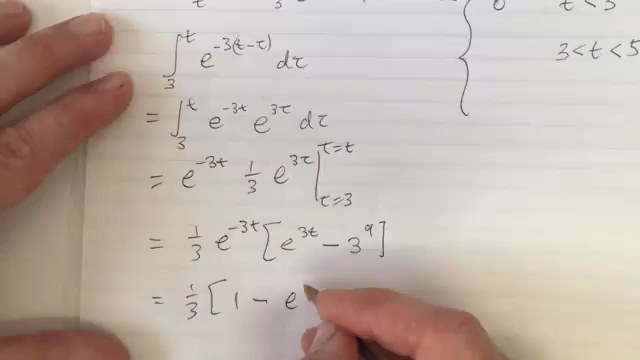 0 t < 3
∫₃ᵗ e^{-3(t-τ)} dτ
3 < t < 5
= ∫₃ᵗ e^{-3t} e^{3τ} dτ
= e^{-3t} 1/3 e^{3τ} |_{τ=3}^{τ=t}
= 1/3 e^{-3t} [e^{3t} - 3^9]
= 1/3 [1 - e